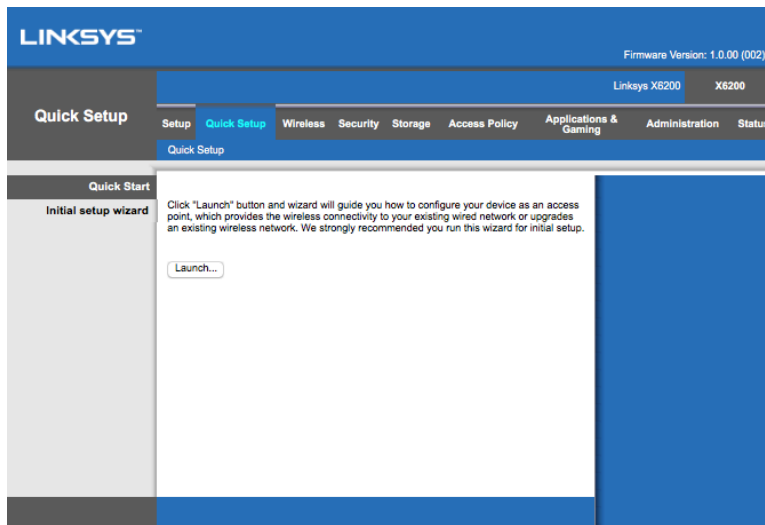 LINKSYS™
Firmware Version: 1.0.00 (002)
Linksys X6200 X6200
Quick Setup
Setup Quick Setup Wireless Security Storage Access Policy Applications & Gaming Administration Statu
Quick Setup
Quick Start
Initial setup wizard
Click "Launch" button and wizard will guide you how to configure your device as an access
point, which provides the wireless connectivity to your existing wired network or upgrades
an existing wireless network. We strongly recommended you run this wizard for initial setup.
Launch...